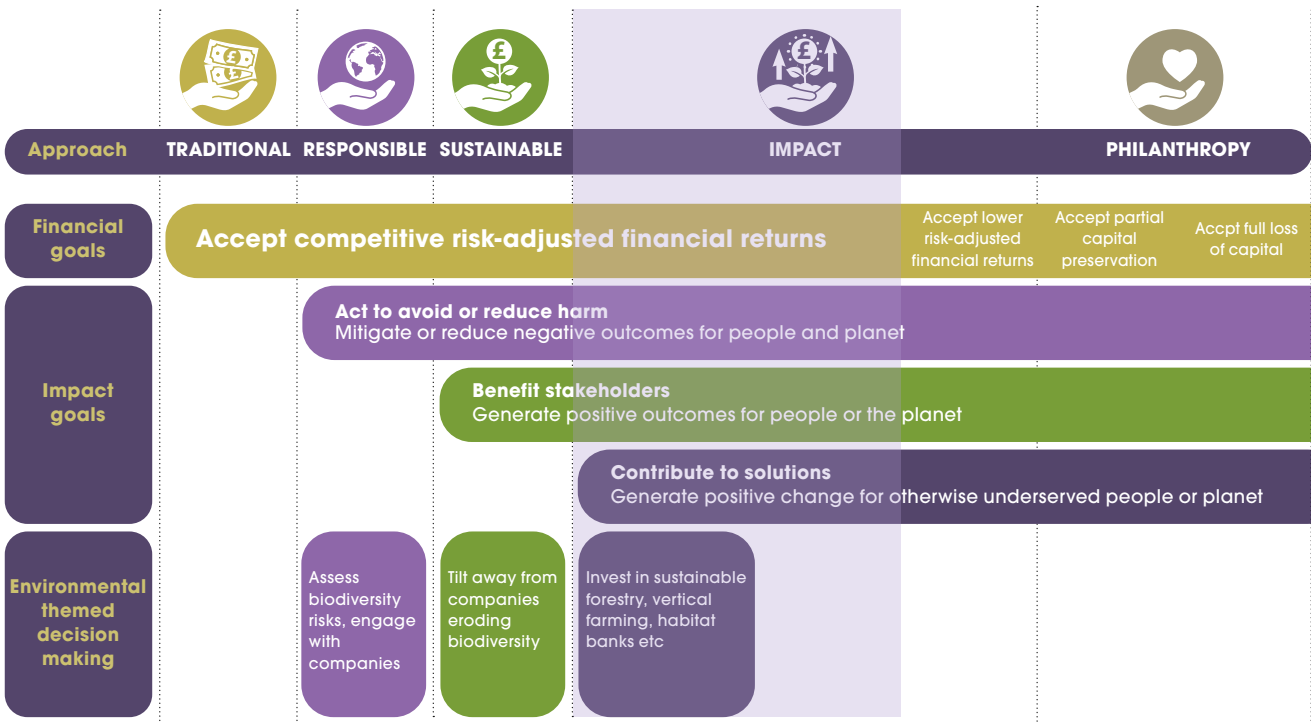 £
£
£
£
Approach
TRADITIONAL
RESPONSIBLE
SUSTAINABLE
IMPACT
PHILANTHROPY
Financial
goals
Accept competitive risk-adjusted financial returns
Accept lower
risk-adjusted
financial returns
Accept partial
capital
preservation
Accpt full loss
of capital
Impact
goals
Act to avoid or reduce harm
Mitigate or reduce negative outcomes for people and planet
Benefit stakeholders
Generate positive outcomes for people or the planet
Contribute to solutions
Generate positive change for otherwise underserved people or planet
Environmental
themed
decision
making
Assess
biodiversity
risks, engage
with
companies
Tilt away from
companies
eroding
biodiversity
Invest in sustainable
forestry, vertical
farming, habitat
banks etc